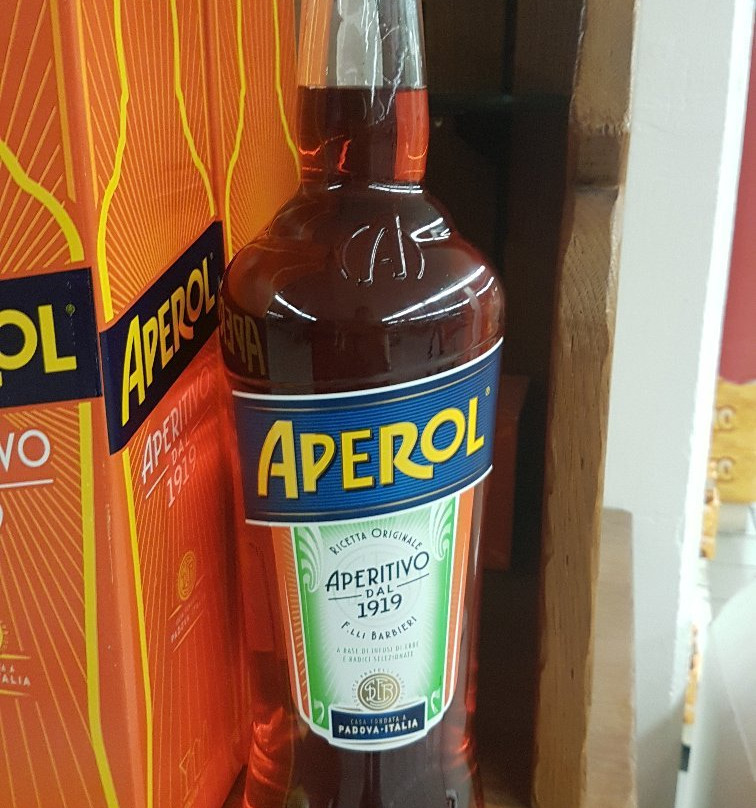 OL
VO
APEROL
APERITIVO
DAL
1919
PADOVA
(A)
APEROL®
RICETTA ORIGINALE
APERITIVO
DAL
1919
F.LLI BARBIERI
A BASE DI INFUSI DI ERBE
E RADICI SELEZIONATE
CASA FONDATA A
PADOVA·ITALIA